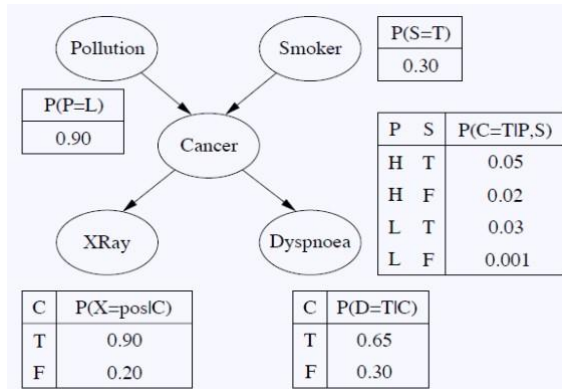 Pollution
Smoker
P(S=T)
0.30
P(P=L)
0.90
Cancer
P S P(C=T|P,S)
H T 0.05
H F 0.02
L T 0.03
L F 0.001
XRay
Dyspnoea
C P(X=pos|C)
T 0.90
F 0.20
C P(D=T|C)
T 0.65
F 0.30